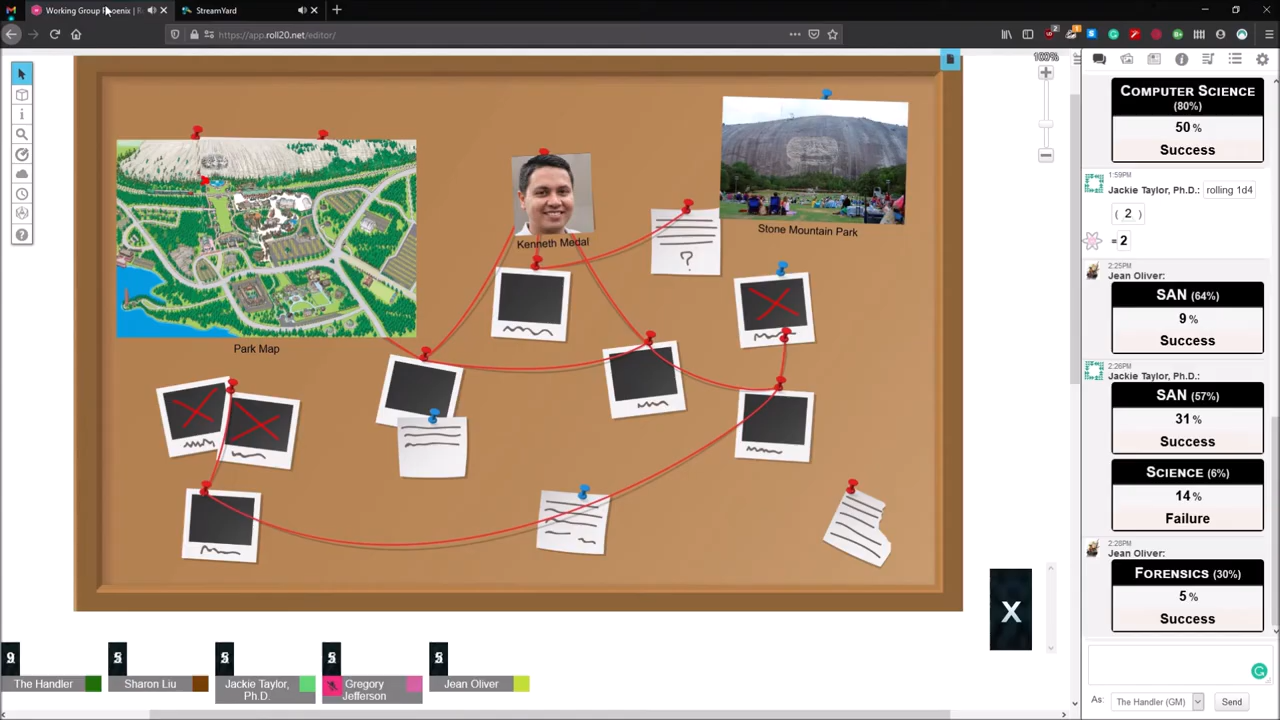 Working Group Phoenix | R
StreamYard
https://app.roll20.net/editor/
100%
Park Map
Kenneth Medal
?
Stone Mountain Park
X
The Handler
Sharon Liu
Jackie Taylor,
Ph.D.
Gregory
Jefferson
Jean Oliver
COMPUTER SCIENCE
(80%)
50 %
Success
1:59PM
Jackie Taylor, Ph.D.: rolling 1d4
( 2 )
= 2
2:25PM
Jean Oliver:
SAN (64%)
9 %
Success
2:26PM
Jackie Taylor, Ph.D.:
SAN (57%)
31 %
Success
SCIENCE (6%)
14 %
Failure
2:28PM
Jean Oliver:
FORENSICS (30%)
5 %
Success
As: The Handler (GM) Send